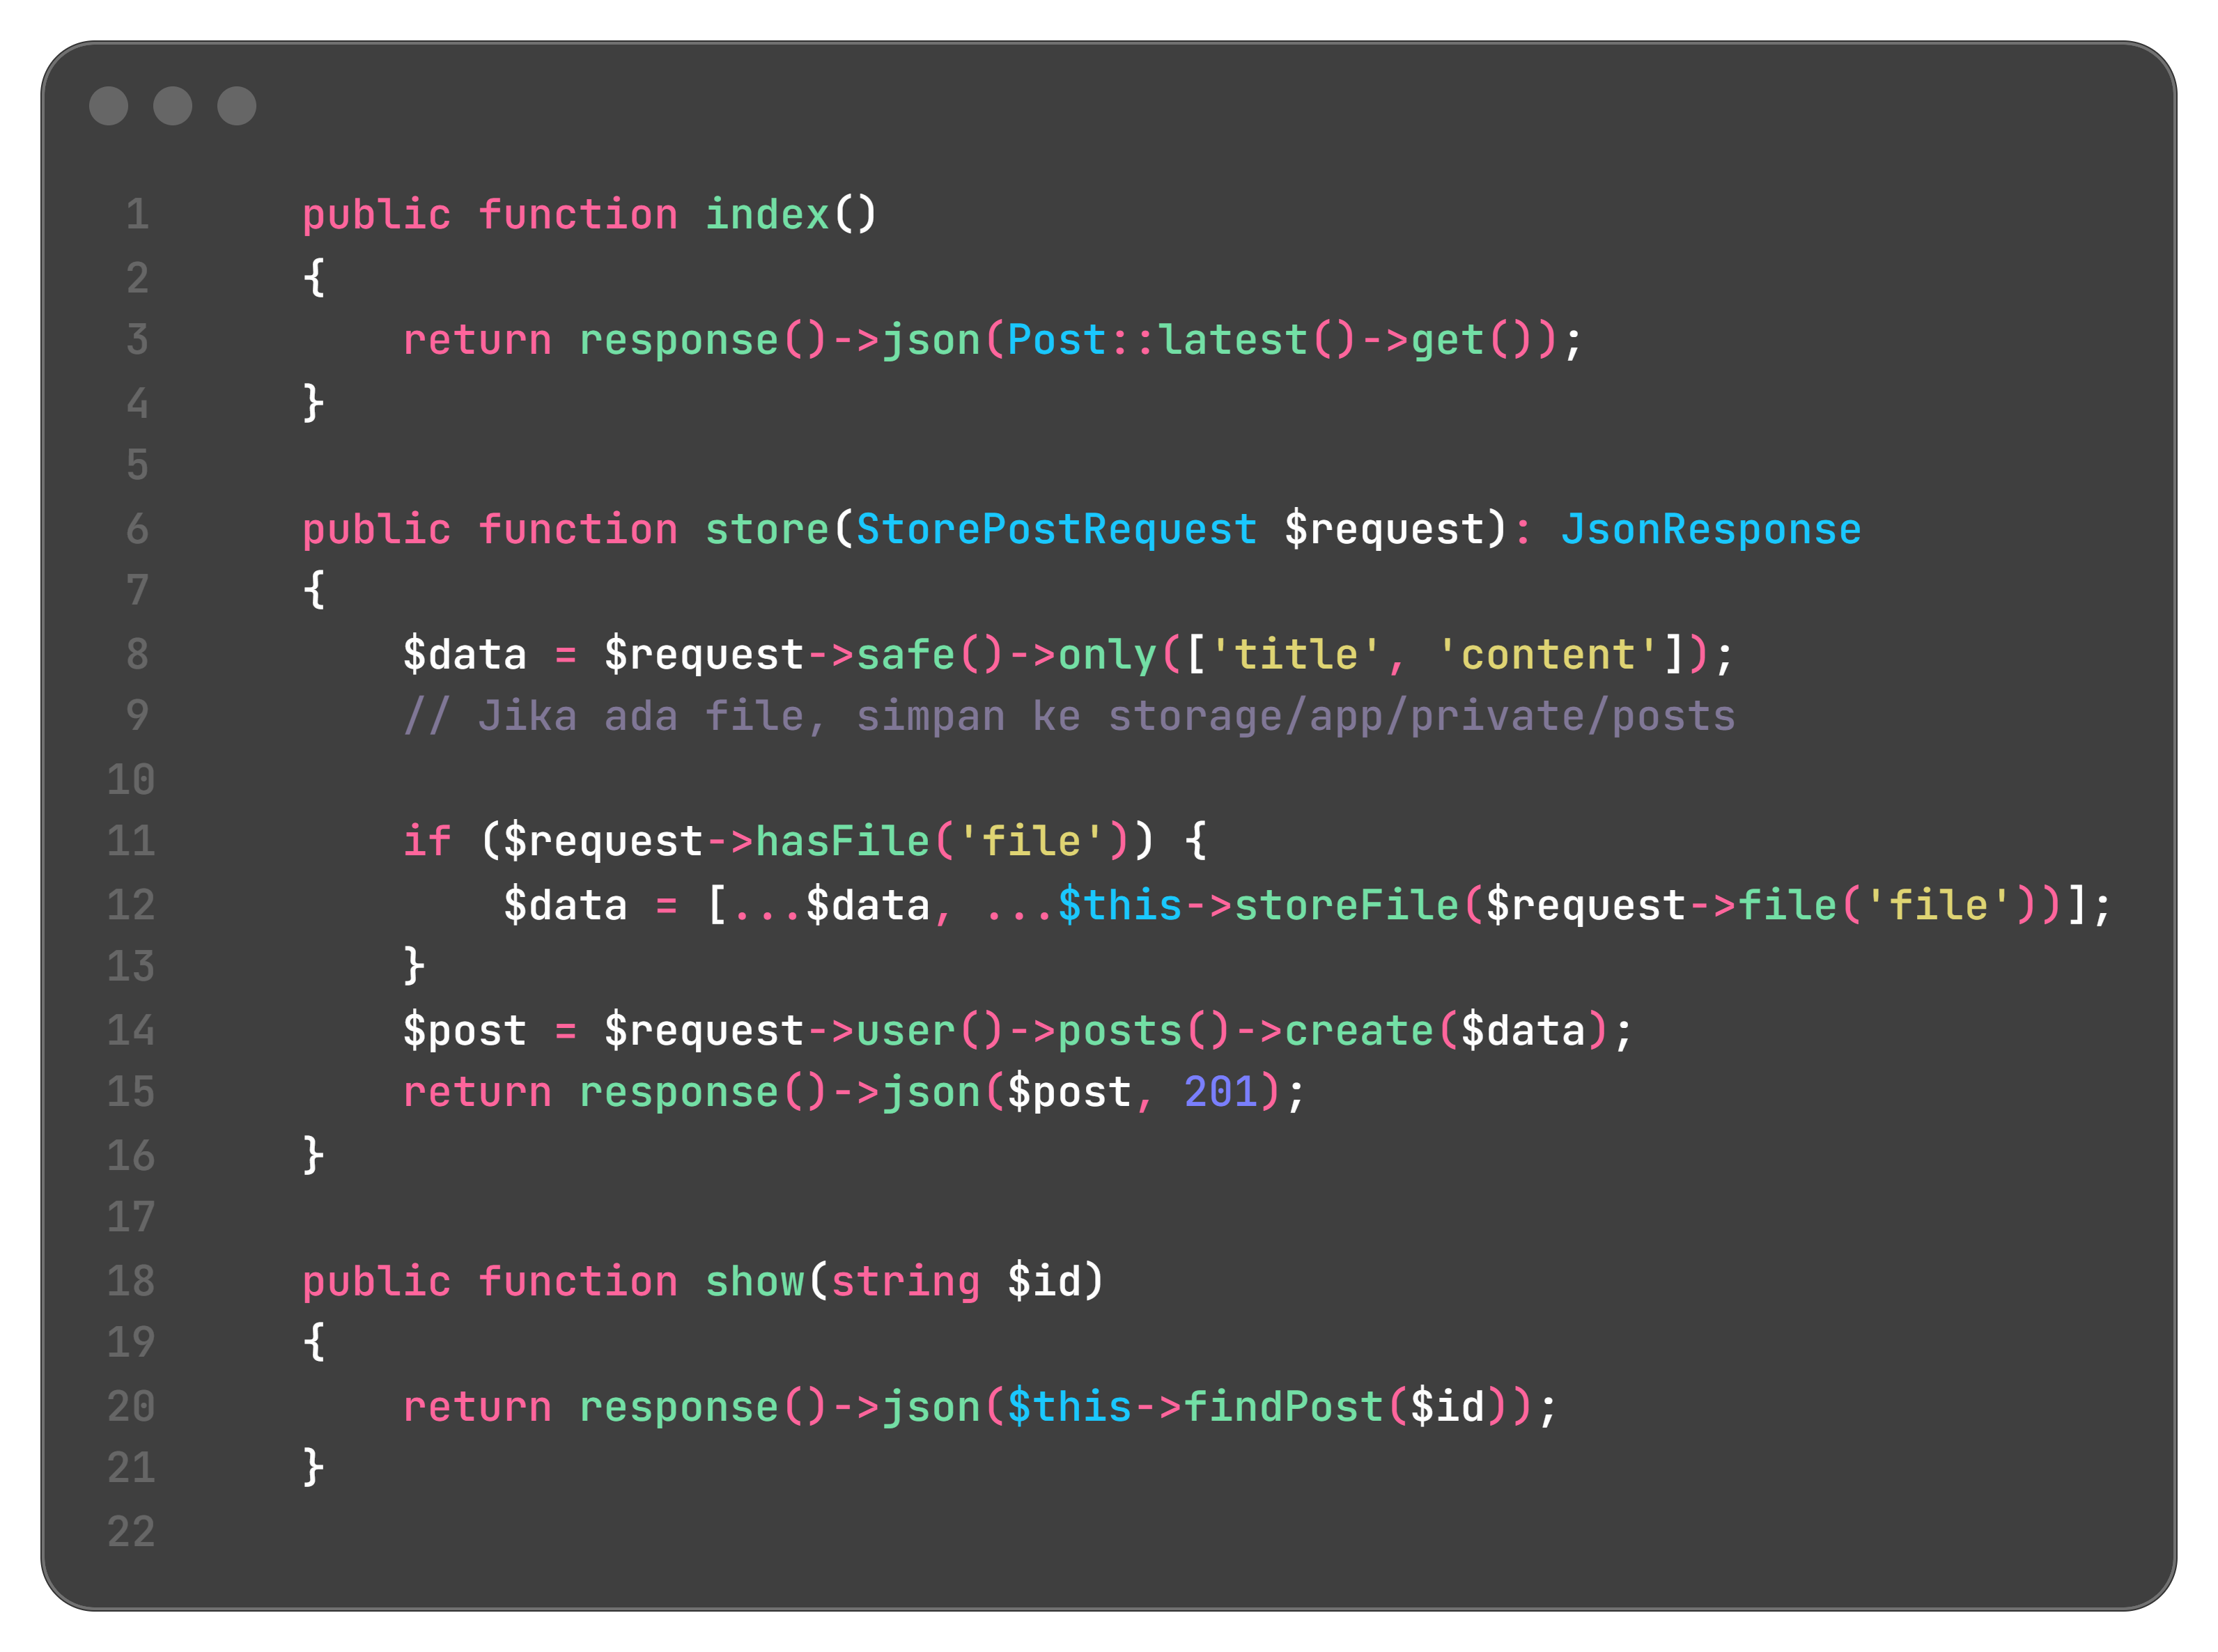 1 public function index()
2 {
3 return response()->json(Post::latest()->get());
4 }
5
6 public function store(StorePostRequest $request): JsonResponse
7 {
8 $data = $request->safe()->only(['title', 'content']);
9 // Jika ada file, simpan ke storage/app/private/posts
10
11 if ($request->hasFile('file')) {
12 $data = [...$data, ...$this->storeFile($request->file('file'))];
13 }
14 $post = $request->user()->posts()->create($data);
15 return response()->json($post, 201);
16 }
17
18 public function show(string $id)
19 {
20 return response()->json($this->findPost($id));
21 }
22